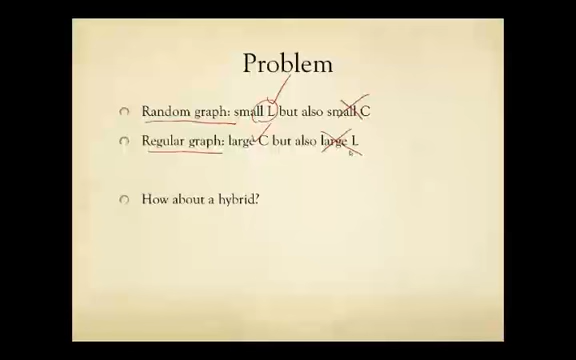 Problem
Random graph: small L but also small C
Regular graph: large C but also large L
How about a hybrid?